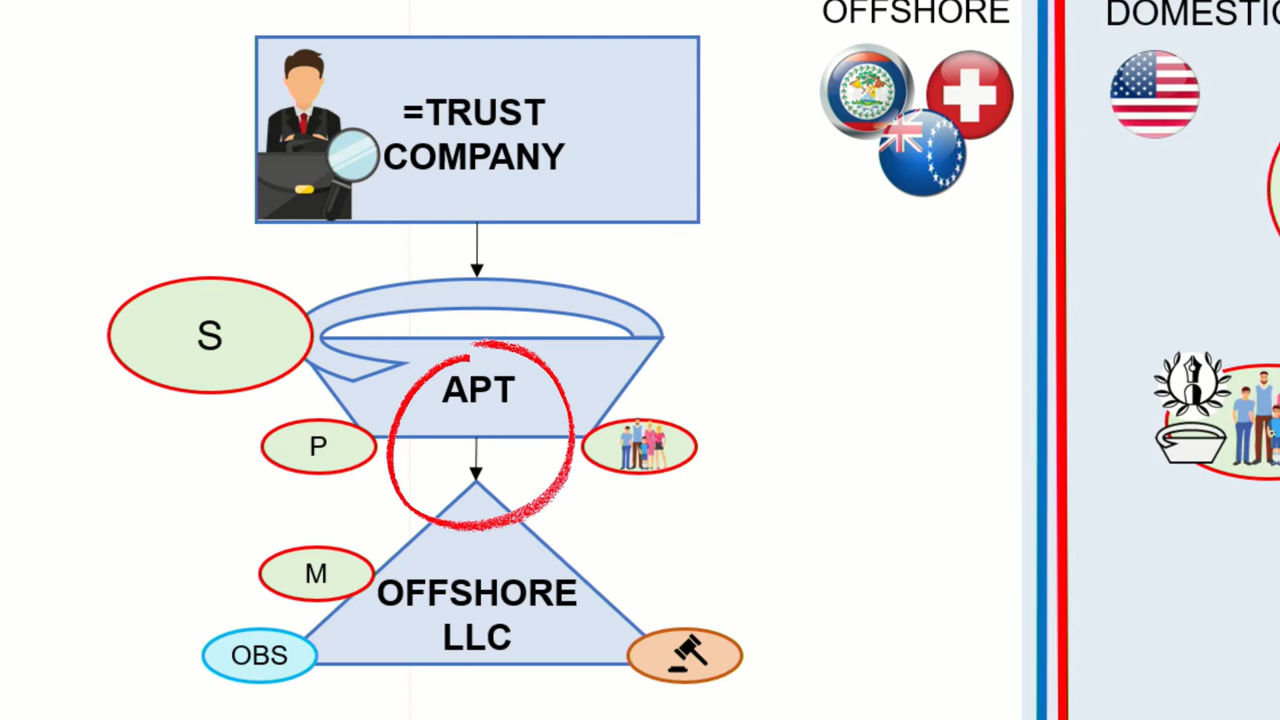 OFFSHORE
DOMESTIC
=TRUST
COMPANY
S
APT
P
M
OFFSHORE
LLC
OBS